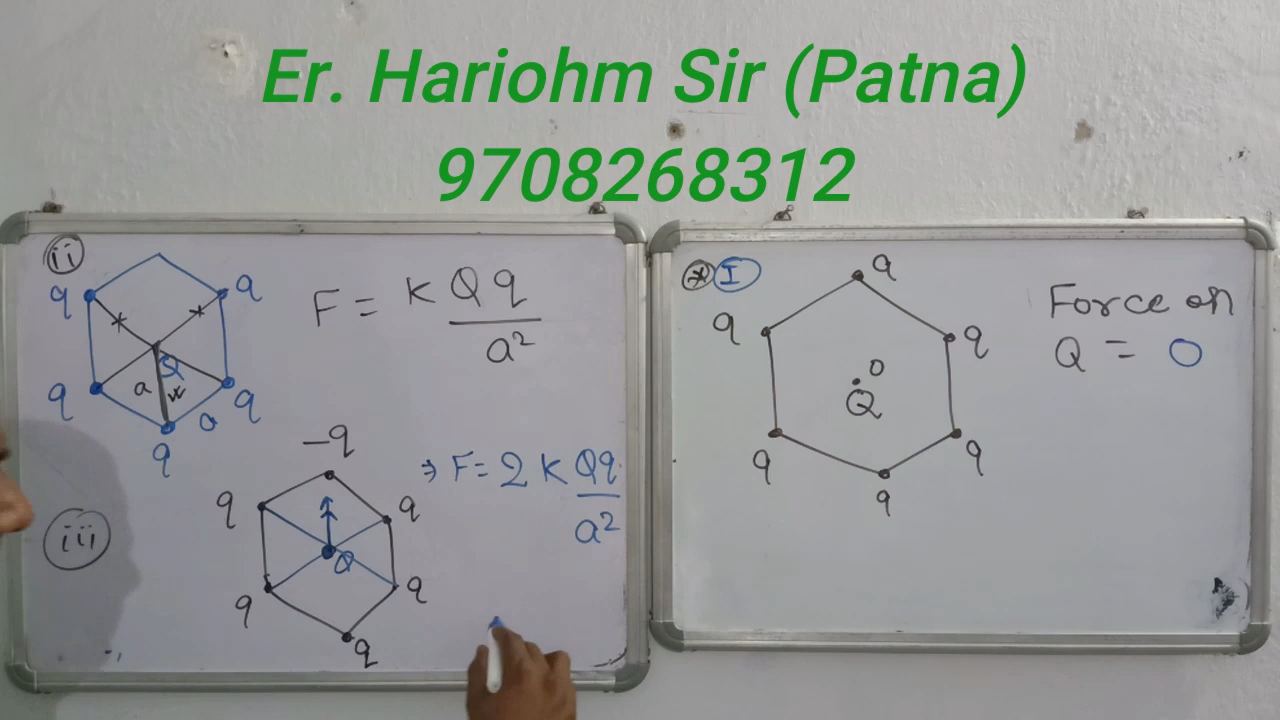 Er. Hariohm Sir (Patna)
9708268312
ii
q
q
Q
a
q
q
a
q
F = K Qq
a²
iii
-q
q
q
Q
q
q
q
⇒ F = 2 K Qq
a²
* I
q
q
q
O
Q
q
q
q
Force on
Q = 0